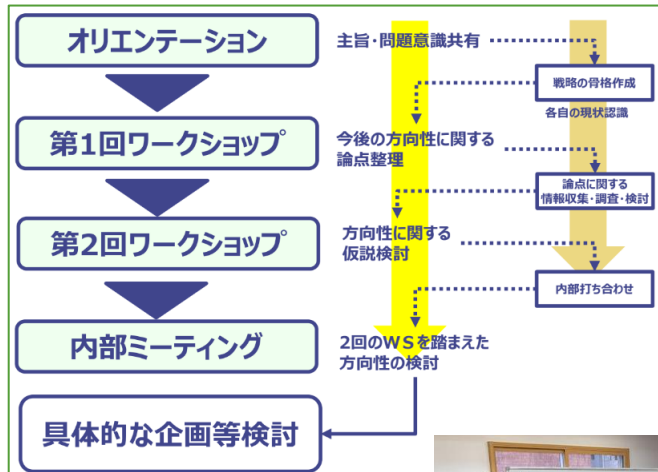 オリエンテーション
主旨・問題意識共有
戦略の骨格作成
各自の現状認識
第1回ワークショップ
今後の方向性に関する
論点整理
論点に関する
情報収集・調査・検討
第2回ワークショップ
方向性に関する
仮説検討
内部打ち合わせ
内部ミーティング
2回のWSを踏まえた
方向性の検討
具体的な企画等検討